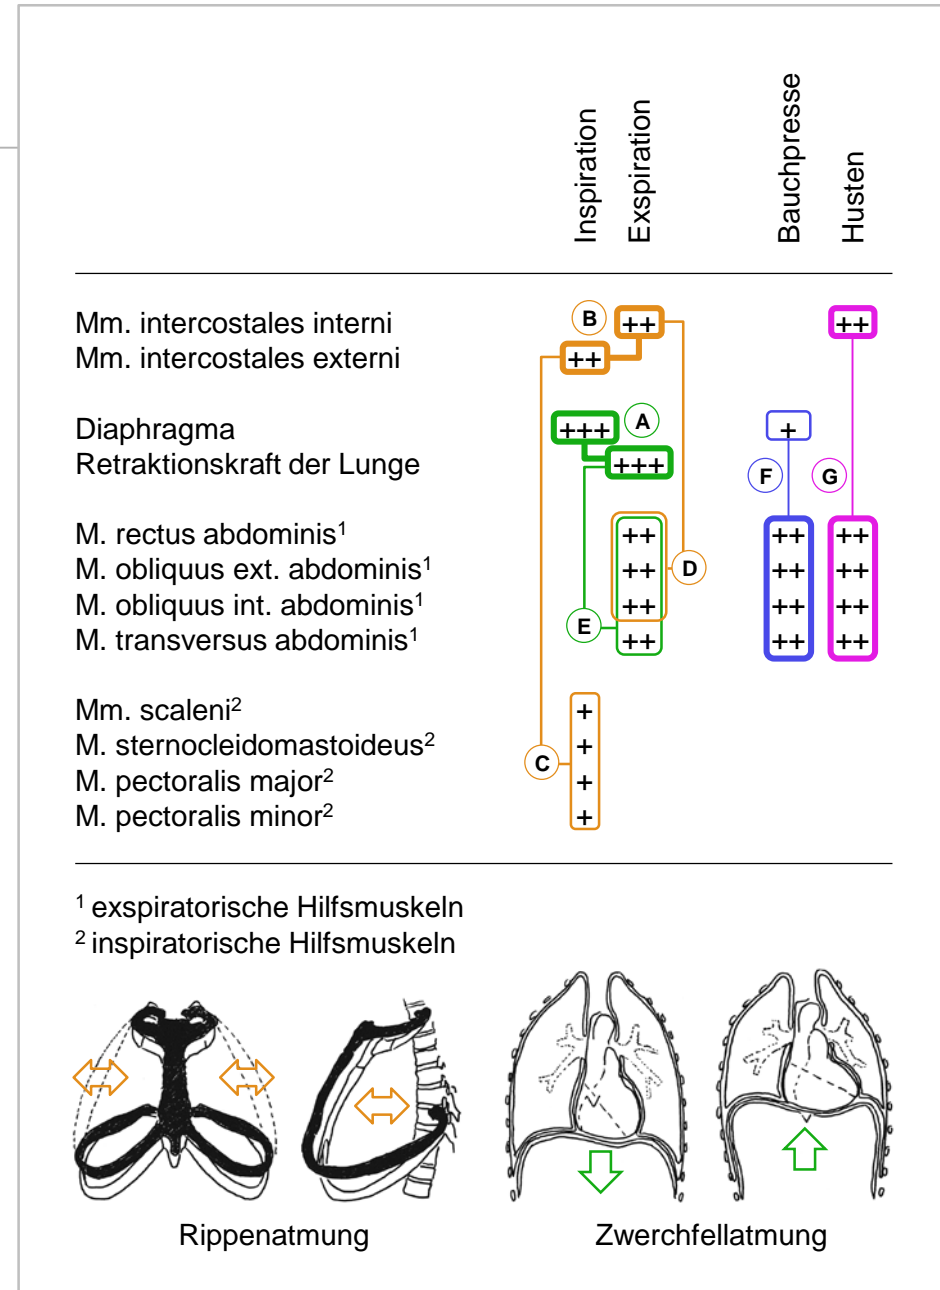 Inspiration
Exspiration
Bauchpresse
Husten
Mm. intercostales interni B ++ ++
Mm. intercostales externi ++
Diaphragma +++ A +
Retraktionskraft der Lunge +++ F G
M. rectus abdominis¹ ++ ++ ++
M. obliquus ext. abdominis¹ ++ D ++ ++
M. obliquus int. abdominis¹ ++ ++ ++
M. transversus abdominis¹ E ++ ++ ++
Mm. scaleni² +
M. sternocleidomastoideus² +
M. pectoralis major² C +
M. pectoralis minor² +
¹ exspiratorische Hilfsmuskeln
² inspiratorische Hilfsmuskeln
Rippenatmung
Zwerchfellatmung